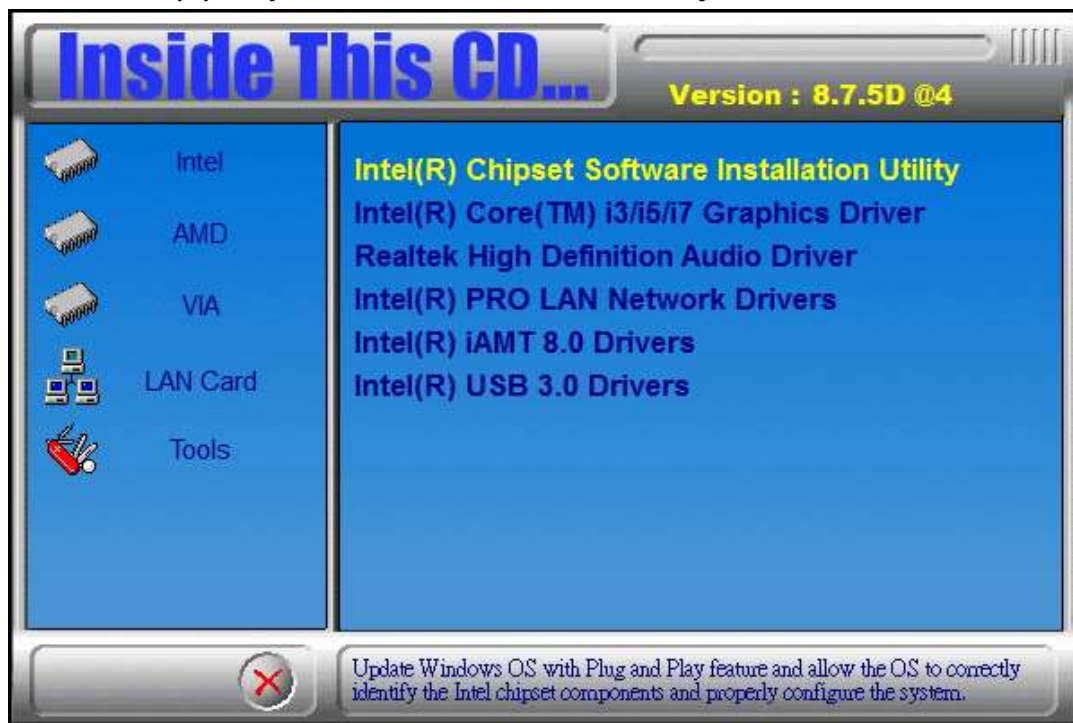 Inside This CD...
Version : 8.7.5D @4
Intel
AMD
VIA
LAN Card
Tools
Intel(R) Chipset Software Installation Utility
Intel(R) Core(TM) i3/i5/i7 Graphics Driver
Realtek High Definition Audio Driver
Intel(R) PRO LAN Network Drivers
Intel(R) iAMT 8.0 Drivers
Intel(R) USB 3.0 Drivers
Update Windows OS with Plug and Play feature and allow the OS to correctly
identify the Intel chipset components and properly configure the system.